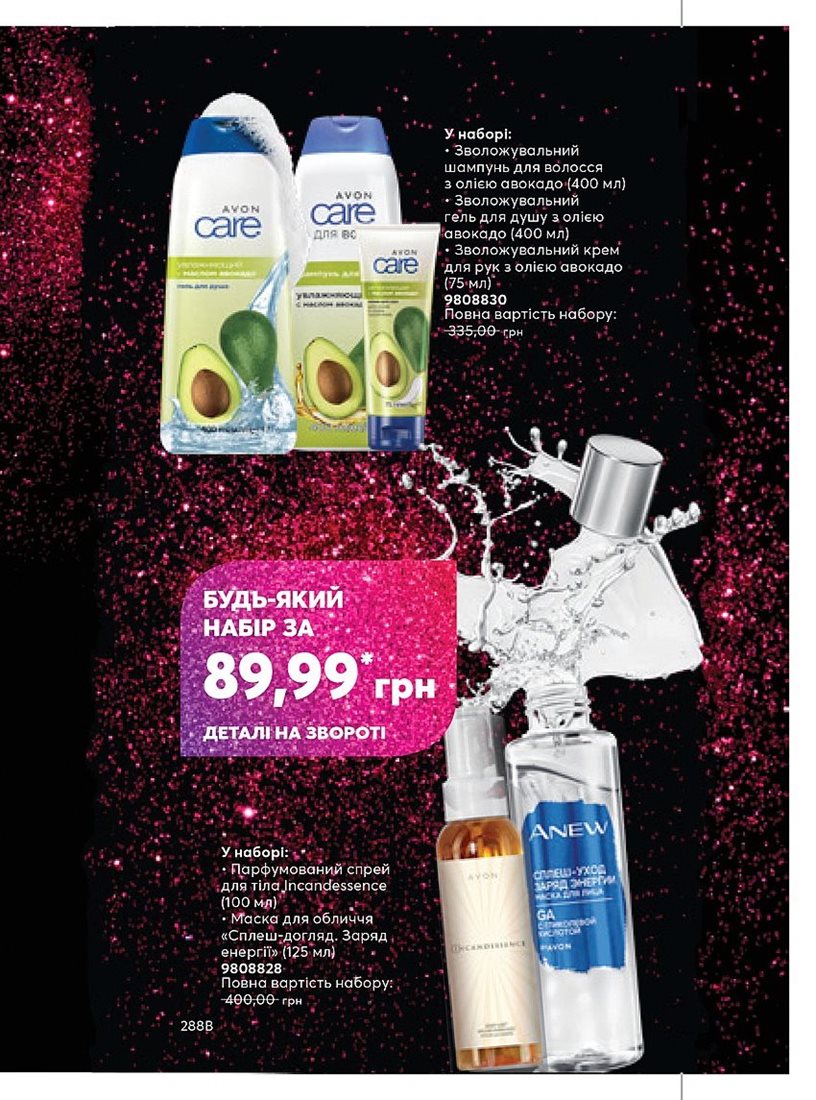 У наборі:
• Зволожувальний
шампунь для волосся
з олією авокадо (400 мл)
• Зволожувальний
гель для душу з олією
авокадо (400 мл)
• Зволожувальний крем
для рук з олією авокадо
(75 мл)
9808830
Повна вартість набору:
335,00 грн
AVON
care
увлажняющий
с маслом авокадо
гель для душа
AVON
care
ДЛЯ ВО
шампунь для
увлажняющ
с маслом авокад
AVON
care
БУДЬ-ЯКИЙ
НАБІР ЗА
89,99* грн
ДЕТАЛІ НА ЗВОРОТІ
ANEW
СПЛЕШ-УХОД
ЗАРЯД ЭНЕРГИИ
МАСКА ДЛЯ ЛИЦА
GA
С ГЛИКОЛЕВОЙ
КИСЛОТОЙ
AVON
AVON
INCANDESSENCE
У наборі:
• Парфумований спрей
для тіла Incandessence
(100 мл)
• Маска для обличчя
«Сплеш-догляд. Заряд
енергії» (125 мл)
9808828
Повна вартість набору:
400,00 грн
288B